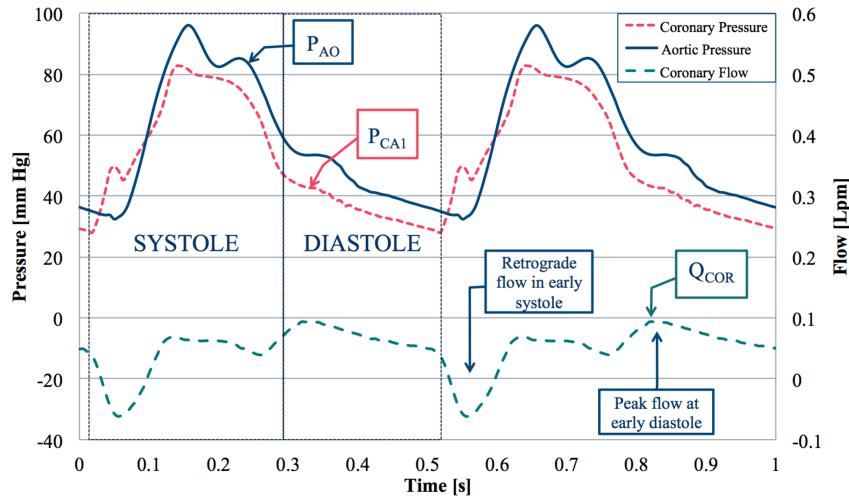 100
80
60
40
20
0
-20
-40
Pressure [mm Hg]
0.6
0.5
0.4
0.3
0.2
0.1
0
-0.1
Flow [Lpm]
Coronary Pressure
Aortic Pressure
Coronary Flow
P_AO
P_CA1
SYSTOLE
DIASTOLE
Retrograde
flow in early
systole
Q_COR
Peak flow at
early diastole
0 0.1 0.2 0.3 0.4 0.5 0.6 0.7 0.8 0.9 1
Time [s]